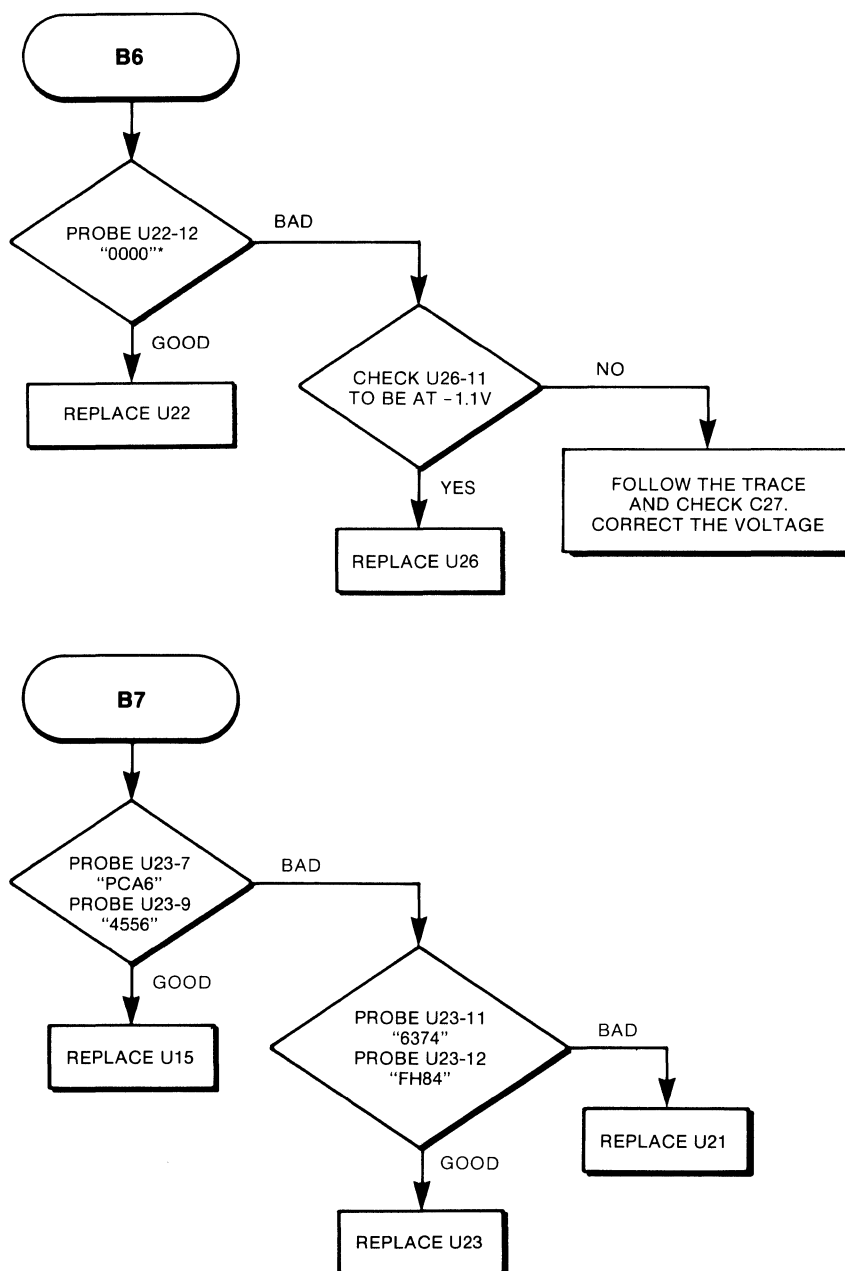 B6
PROBE U22-12
“0000”*
BAD
GOOD
REPLACE U22
CHECK U26-11
TO BE AT –1.1V
NO
YES
REPLACE U26
FOLLOW THE TRACE
AND CHECK C27.
CORRECT THE VOLTAGE
B7
PROBE U23-7
“PCA6”
PROBE U23-9
“4556”
BAD
GOOD
REPLACE U15
PROBE U23-11
“6374”
PROBE U23-12
“FH84”
BAD
REPLACE U21
GOOD
REPLACE U23